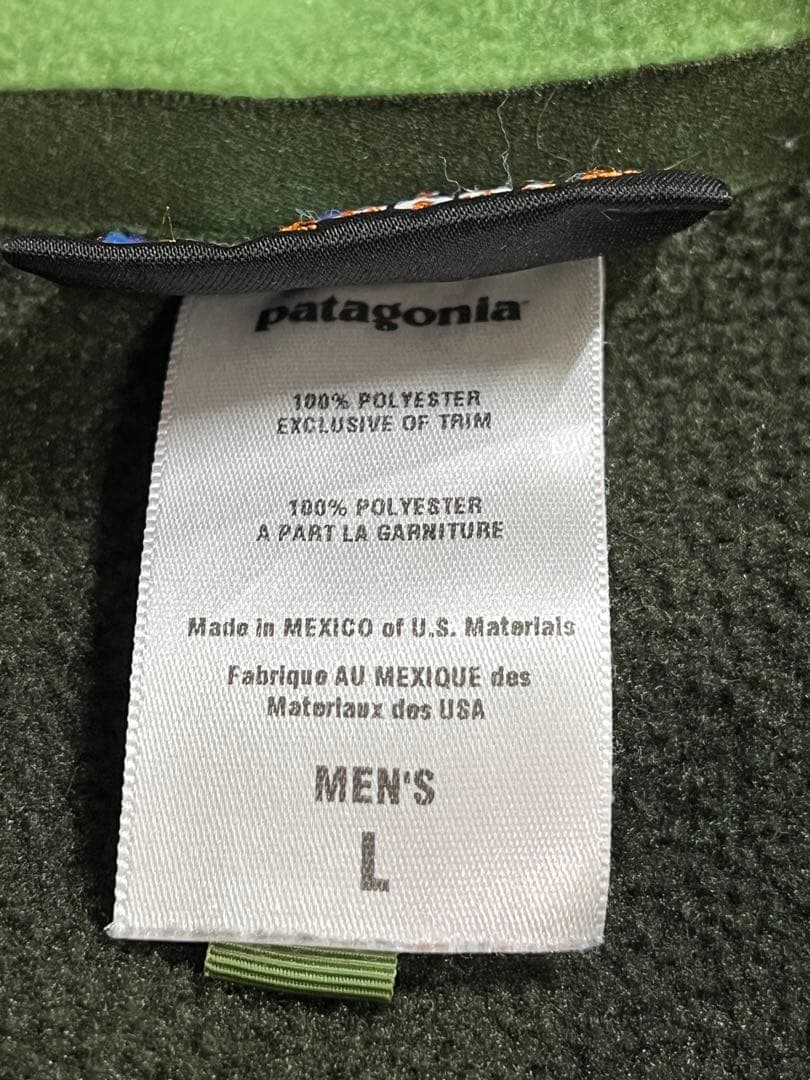 patagonia
100% POLYESTER
EXCLUSIVE OF TRIM
100% POLYESTER
A PART LA GARNITURE
Made in MEXICO of U.S. Materials
Fabrique AU MEXIQUE des
Materiaux des USA
MEN'S
L